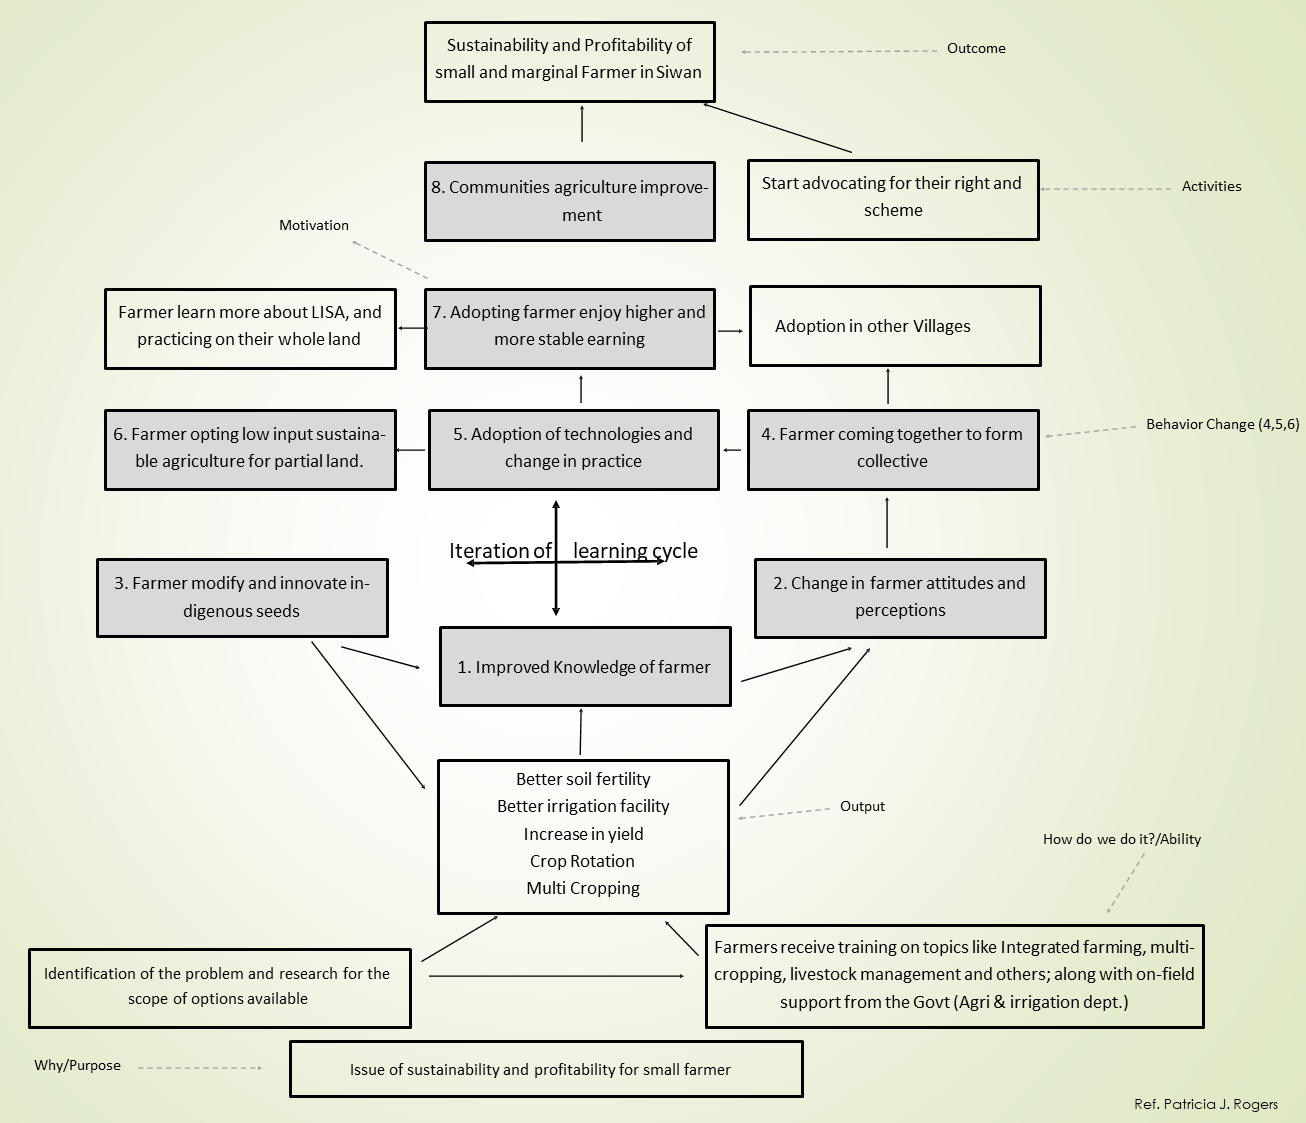 Sustainability and Profitability of
small and marginal Farmer in Siwan
Outcome
8. Communities agriculture improve-
ment
Start advocating for their right and
scheme
Activities
Motivation
Farmer learn more about LISA, and
practicing on their whole land
7. Adopting farmer enjoy higher and
more stable earning
Adoption in other Villages
6. Farmer opting low input sustaina-
ble agriculture for partial land.
5. Adoption of technologies and
change in practice
4. Farmer coming together to form
collective
Behavior Change (4,5,6)
Iteration of learning cycle
3. Farmer modify and innovate in-
digenous seeds
2. Change in farmer attitudes and
perceptions
1. Improved Knowledge of farmer
Better soil fertility
Better irrigation facility
Increase in yield
Crop Rotation
Multi Cropping
Output
How do we do it?/Ability
Identification of the problem and research for the
scope of options available
Farmers receive training on topics like Integrated farming, multi-
cropping, livestock management and others; along with on-field
support from the Govt (Agri & irrigation dept.)
Why/Purpose
Issue of sustainability and profitability for small farmer
Ref. Patricia J. Rogers